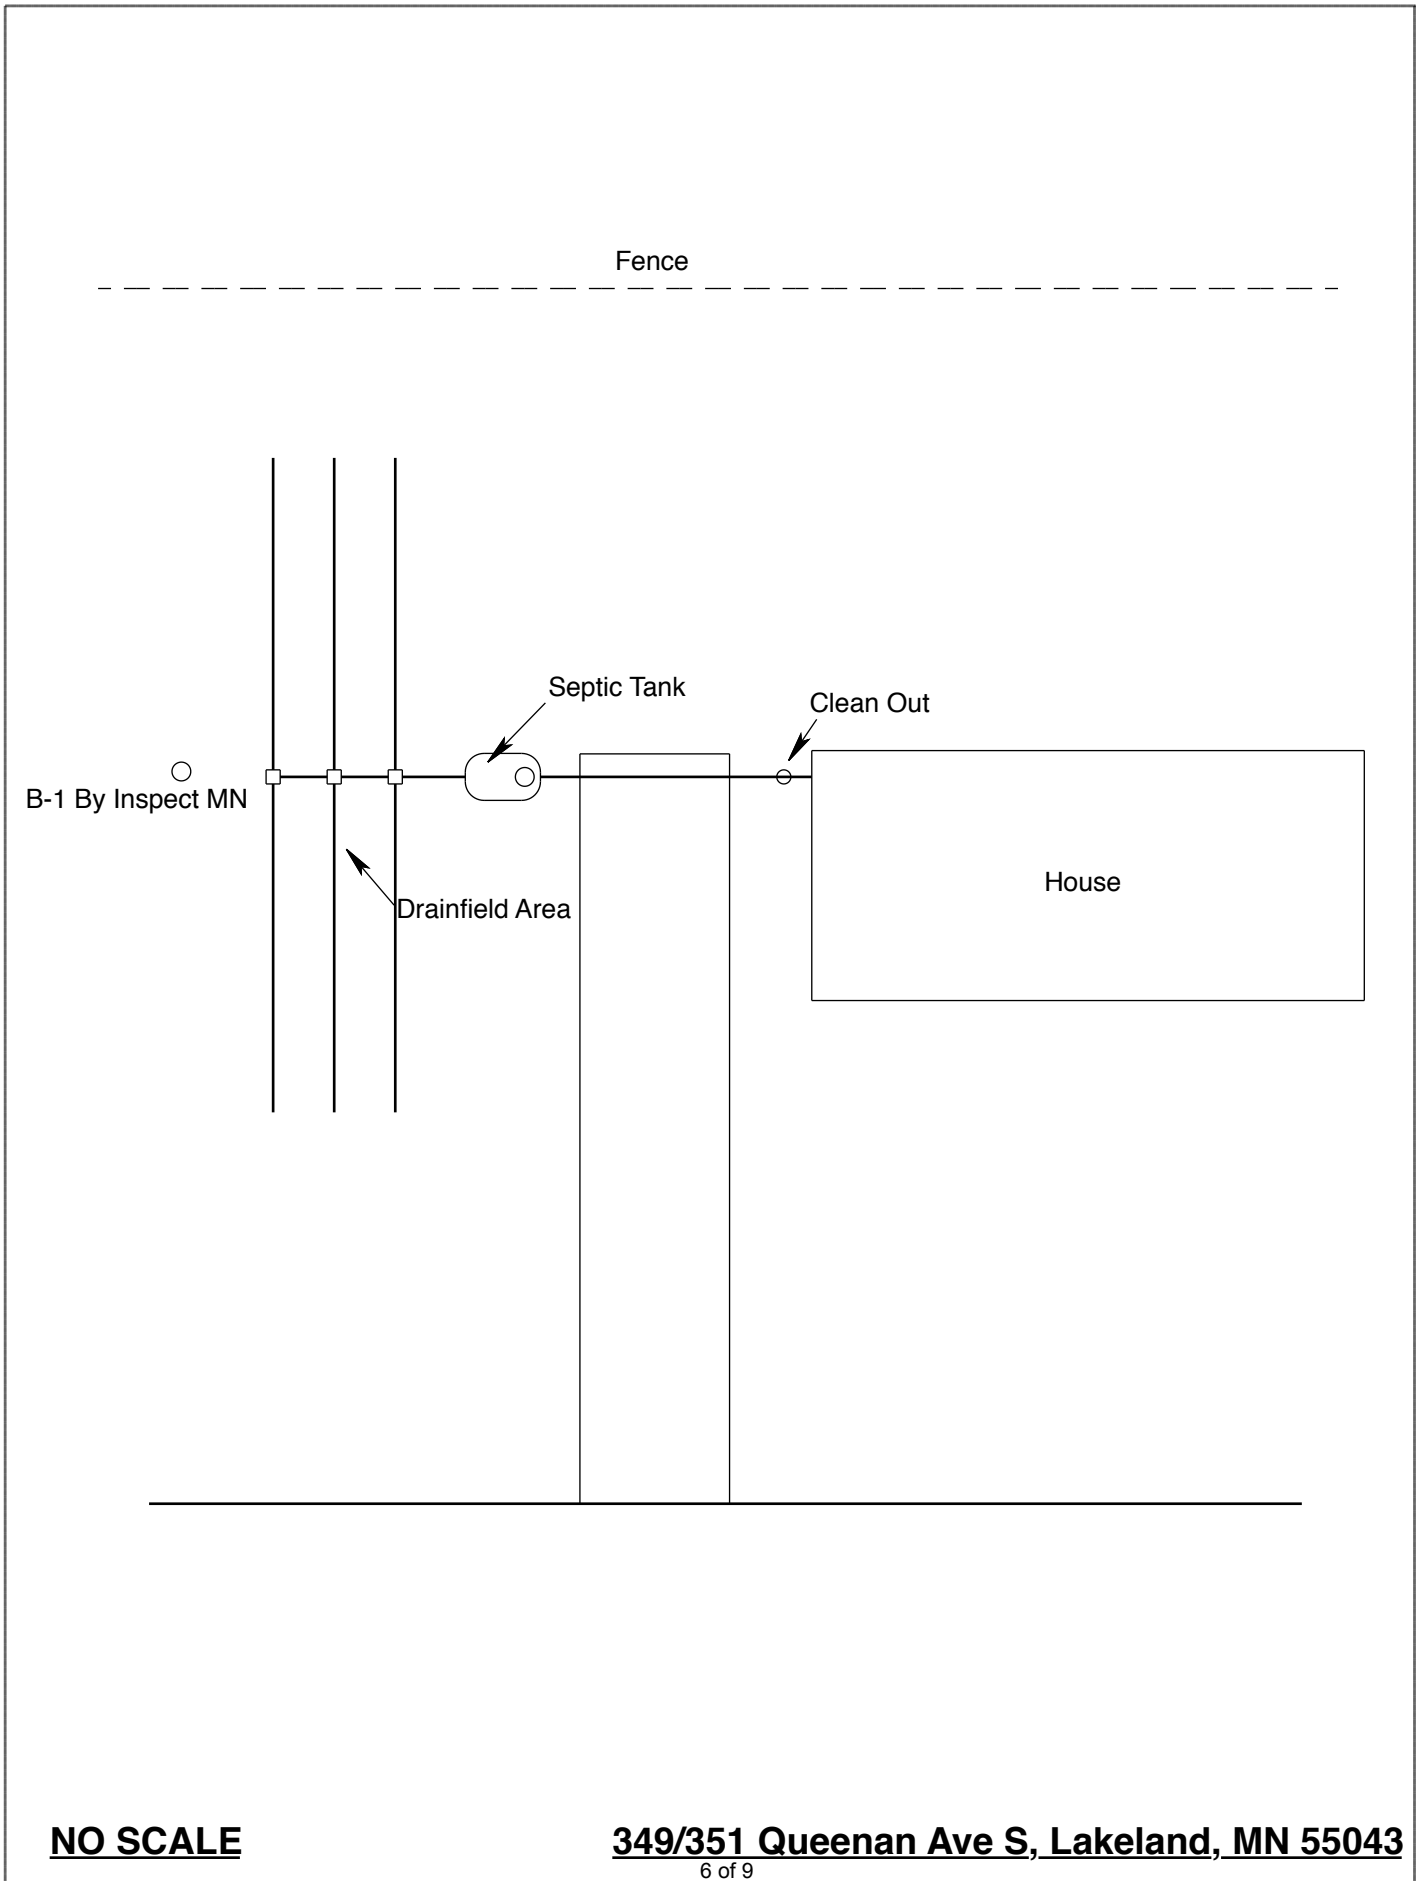 Fence
Septic Tank
Clean Out
B-1 By Inspect MN
House
Drainfield Area
NO SCALE
349/351 Queenan Ave S, Lakeland, MN 55043
6 of 9